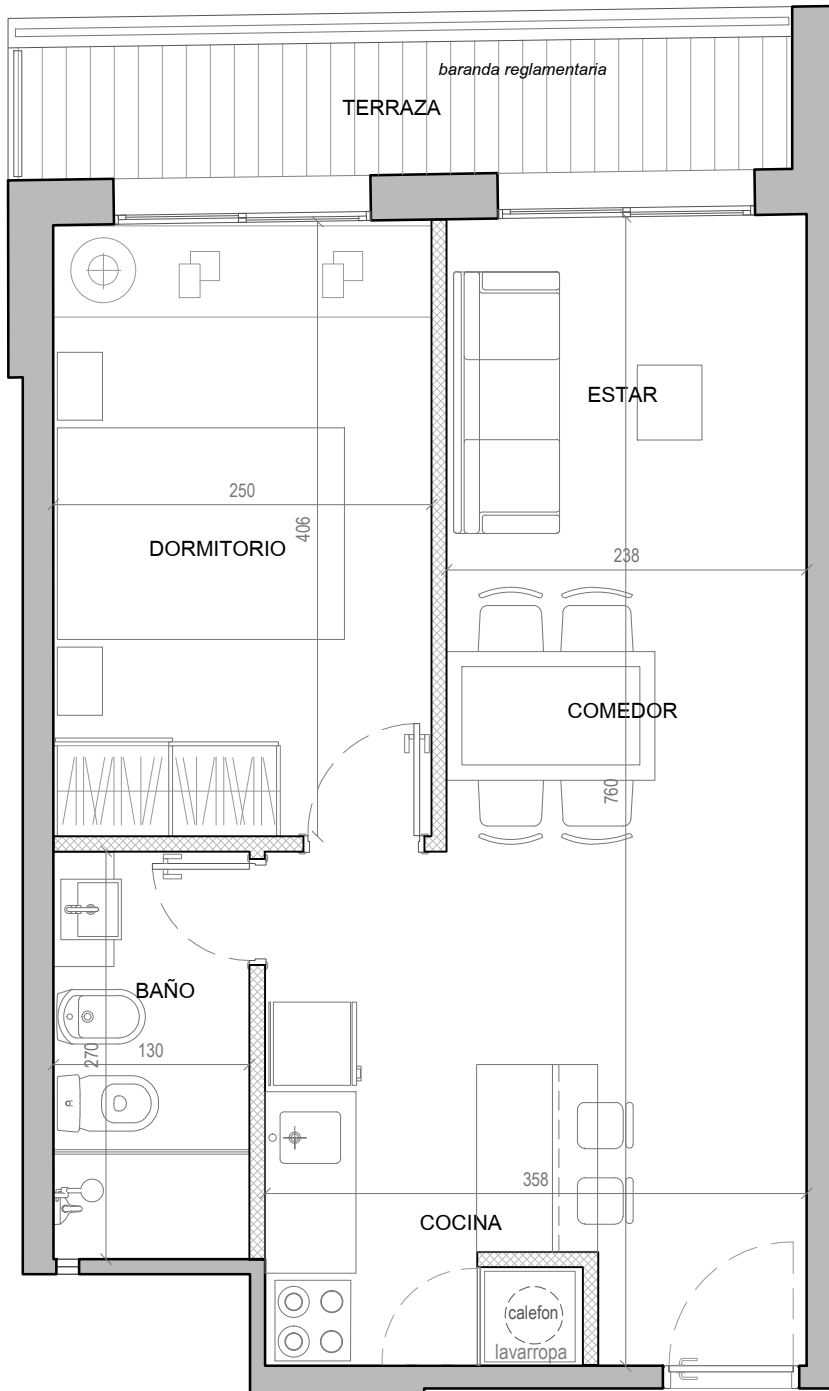 baranda reglamentaria
TERRAZA
ESTAR
250
406
DORMITORIO
238
COMEDOR
760
BAÑO
270
130
358
COCINA
calefon
lavarropa